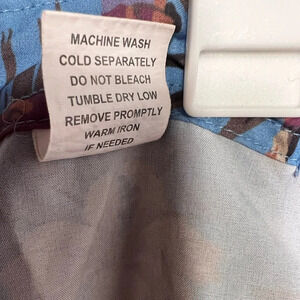 MACHINE WASH
COLD SEPARATELY
DO NOT BLEACH
TUMBLE DRY LOW
REMOVE PROMPTLY
WARM IRON
IF NEEDED